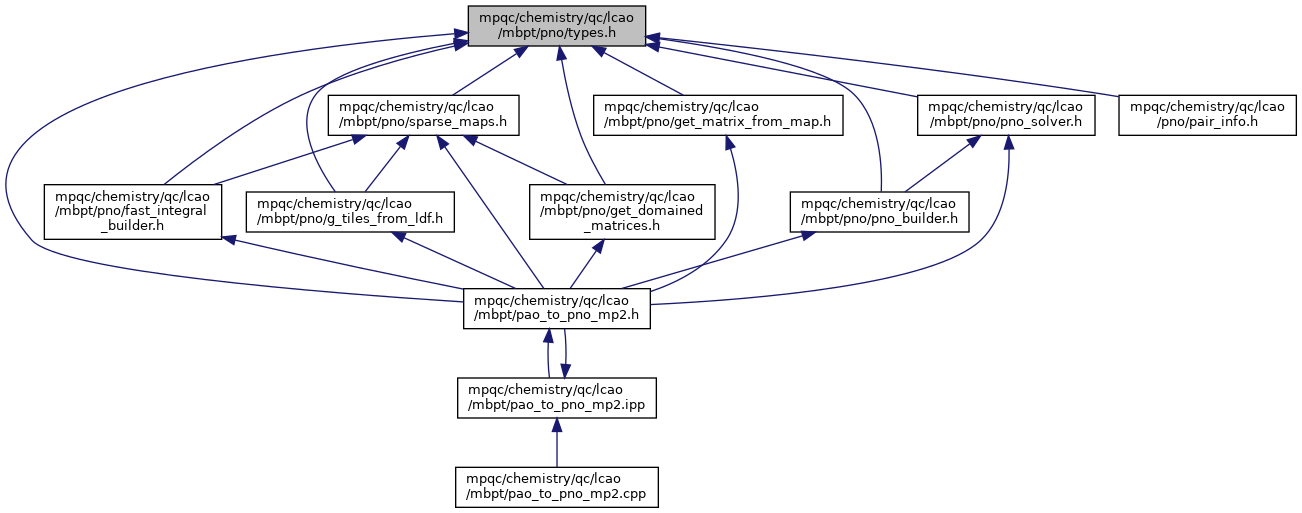 mpqc/chemistry/qc/lcao
/mbpt/pno/types.h
mpqc/chemistry/qc/lcao
/mbpt/pno/sparse_maps.h
mpqc/chemistry/qc/lcao
/mbpt/pno/get_matrix_from_map.h
mpqc/chemistry/qc/lcao
/mbpt/pno/pno_solver.h
mpqc/chemistry/qc/lcao
/pno/pair_info.h
mpqc/chemistry/qc/lcao
/mbpt/pno/fast_integral
_builder.h
mpqc/chemistry/qc/lcao
/mbpt/pno/g_tiles_from_ldf.h
mpqc/chemistry/qc/lcao
/mbpt/pno/get_domained
_matrices.h
mpqc/chemistry/qc/lcao
/mbpt/pno/pno_builder.h
mpqc/chemistry/qc/lcao
/mbpt/pao_to_pno_mp2.h
mpqc/chemistry/qc/lcao
/mbpt/pao_to_pno_mp2.ipp
mpqc/chemistry/qc/lcao
/mbpt/pao_to_pno_mp2.cpp